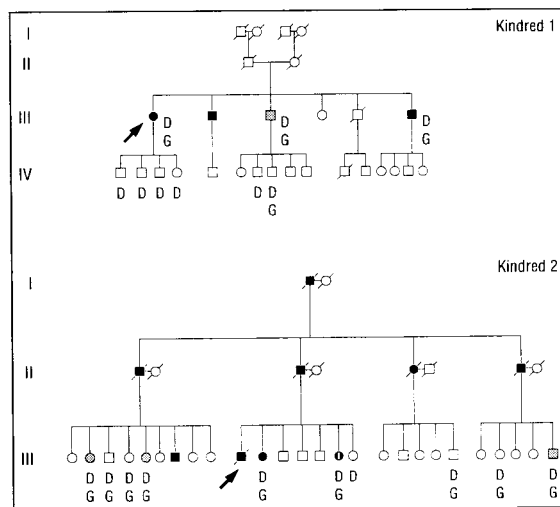 I Kindred 1
II
III D D D
G G G
IV
D D D D D D
G
Kindred 2
I
II
III
D D D D D D D D D D
G G G G G G G G G